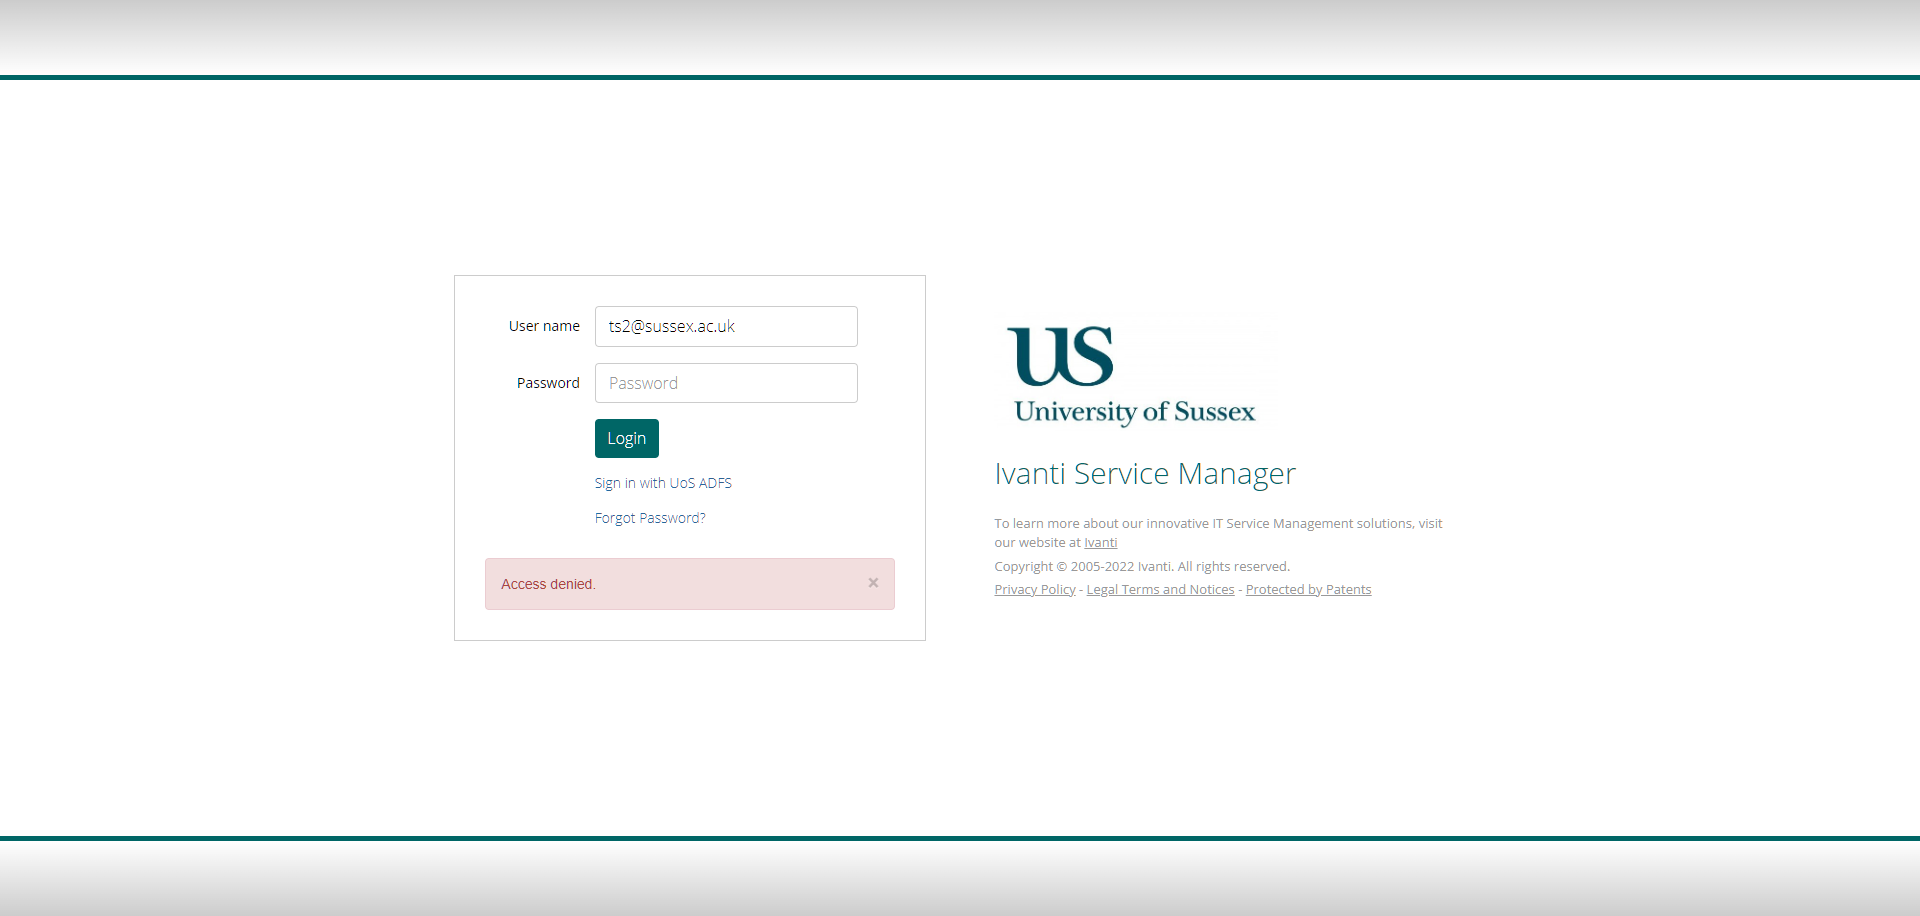 User name
ts2@sussex.ac.uk
Password
Password
Login
Sign in with UoS ADFS
Forgot Password?
Access denied.
×
US
University of Sussex
Ivanti Service Manager
To learn more about our innovative IT Service Management solutions, visit
our website at Ivanti
Copyright © 2005-2022 Ivanti. All rights reserved.
Privacy Policy - Legal Terms and Notices - Protected by Patents